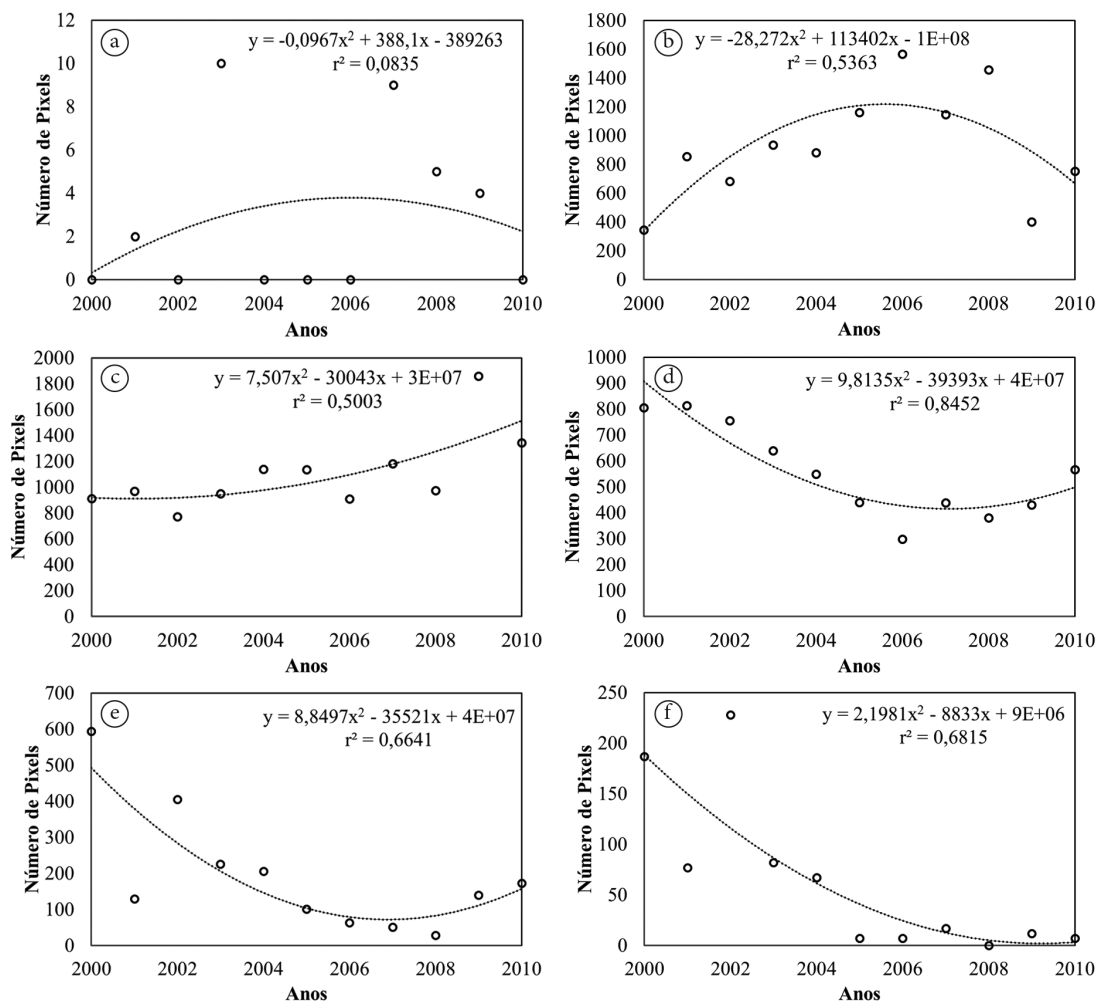 a
y = -0,0967x² + 388,1x - 389263
r² = 0,0835
Número de Pixels
12
10
8
6
4
2
0
2000 2002 2004 2006 2008 2010
Anos
b
y = -28,272x² + 113402x - 1E+08
r² = 0,5363
Número de Pixels
1800
1600
1400
1200
1000
800
600
400
200
0
2000 2002 2004 2006 2008 2010
Anos
c
y = 7,507x² - 30043x + 3E+07
r² = 0,5003
Número de Pixels
2000
1800
1600
1400
1200
1000
800
600
400
200
0
2000 2002 2004 2006 2008 2010
Anos
d
y = 9,8135x² - 39393x + 4E+07
r² = 0,8452
Número de Pixels
1000
900
800
700
600
500
400
300
200
100
0
2000 2002 2004 2006 2008 2010
Anos
e
y = 8,8497x² - 35521x + 4E+07
r² = 0,6641
Número de Pixels
700
600
500
400
300
200
100
0
2000 2002 2004 2006 2008 2010
Anos
f
y = 2,1981x² - 8833x + 9E+06
r² = 0,6815
Número de Pixels
250
200
150
100
50
0
2000 2002 2004 2006 2008 2010
Anos